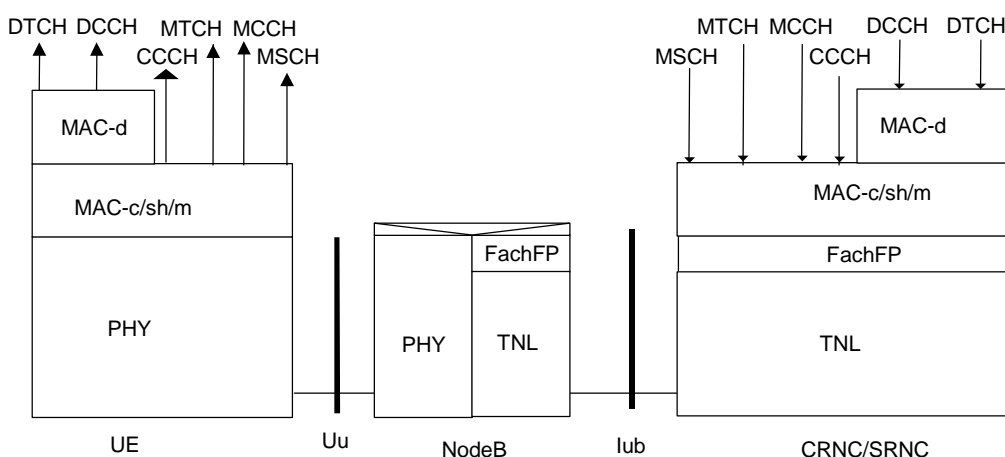 DTCH DCCH MTCH MCCH
CCCH MSCH
MTCH MCCH DCCH DTCH
MSCH CCCH
MAC-d
MAC-d
MAC-c/sh/m
MAC-c/sh/m
FachFP
FachFP
PHY
PHY
TNL
TNL
UE
Uu
NodeB
Iub
CRNC/SRNC